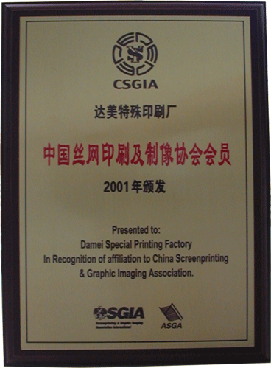 CSGIA
达美特殊印刷厂
中国丝网印刷及制像协会会员
2001年颁发
Presented to:
Damei Special Printing Factory
In Recognition of affiliation to China Screenprinting
& Graphic Imaging Association.
SGIA
ASGA